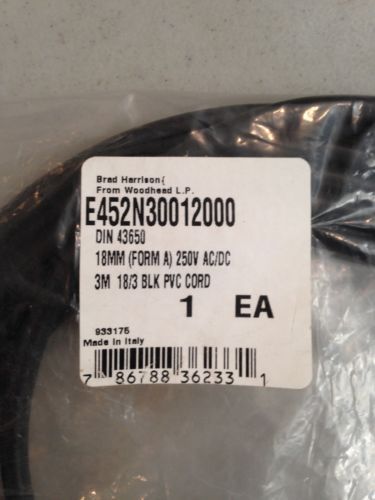 Brad Harrison{
From Woodhead L.P.
E452N30012000
DIN 43650
18MM (FORM A) 250V AC/DC
3M 18/3 BLK PVC CORD
1 EA
933175
Made in Italy
7 86788 36233 1